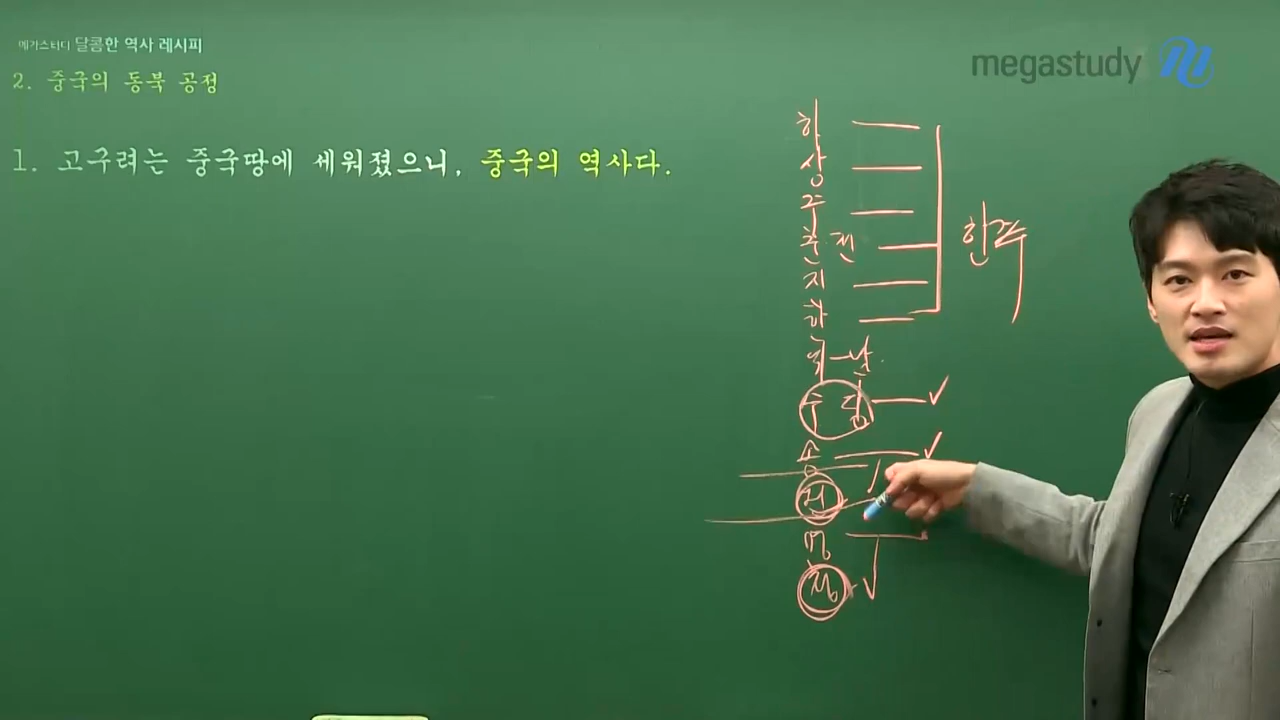 메가스터디 달콤한 역사 레시피
megastudy
2. 중국의 동북 공정
1. 고구려는 중국땅에 세워졌으니, 중국의 역사다.
하
상
주
춘 전
지
한
한족
위 - 남
수 당
송
원
명
청